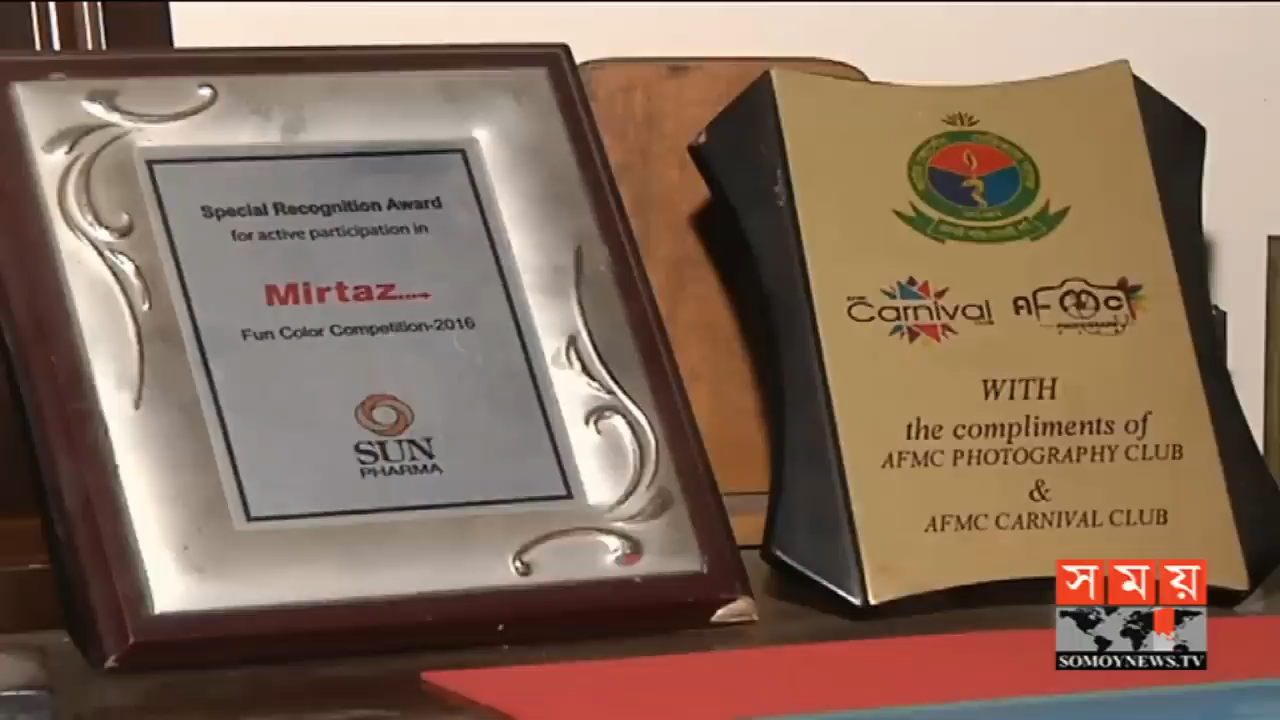 Special Recognition Award
for active participation in
Mirtaz
Fun Color Competition-2016
SUN
PHARMA
Carnival
AFMC
WITH
the compliments of
AFMC PHOTOGRAPHY CLUB
&
AFMC CARNIVAL CLUB
সময়
SOMOYNEWS.TV